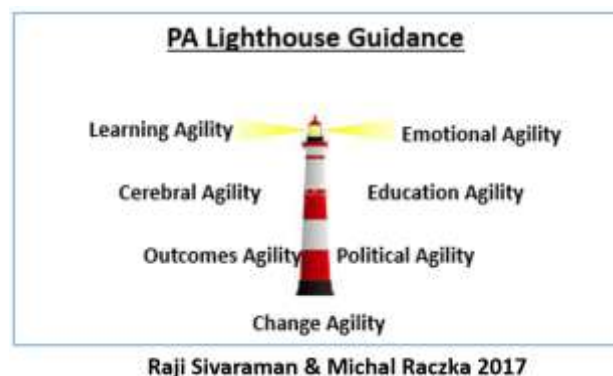 PA Lighthouse Guidance
Learning Agility
Emotional Agility
Cerebral Agility
Education Agility
Outcomes Agility
Political Agility
Change Agility
Raji Sivaraman & Michal Raczka 2017